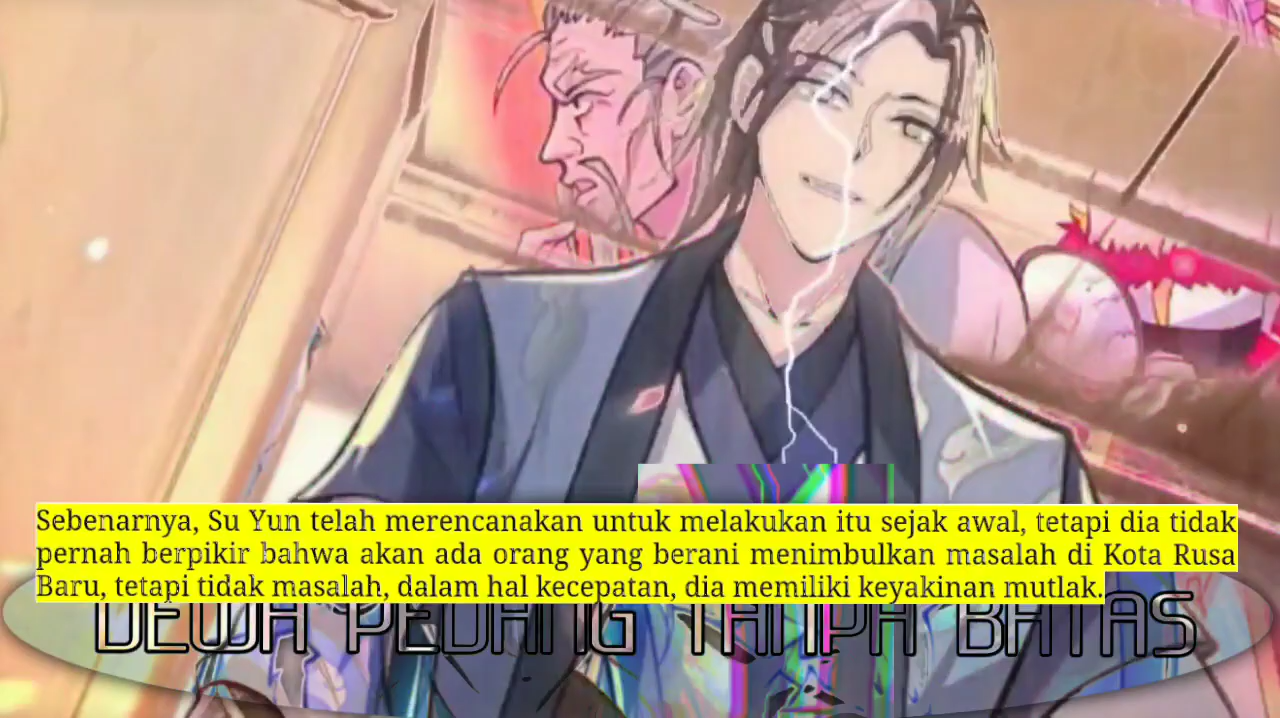 Sebenarnya, Su Yun telah merencanakan untuk melakukan itu sejak awal, tetapi dia tidak
pernah berpikir bahwa akan ada orang yang berani menimbulkan masalah di Kota Rusa
Baru, tetapi tidak masalah, dalam hal kecepatan, dia memiliki keyakinan mutlak.
DEWA PEDANG TANPA BATAS